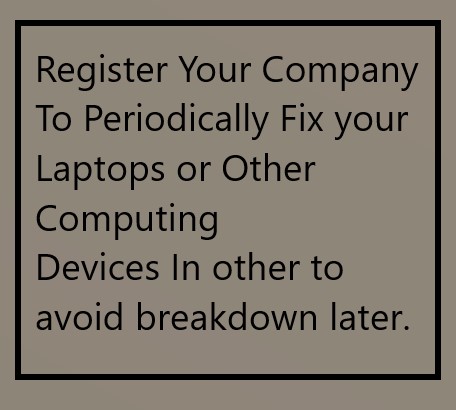 Register Your Company
To Periodically Fix your
Laptops or Other
Computing
Devices In other to
avoid breakdown later.